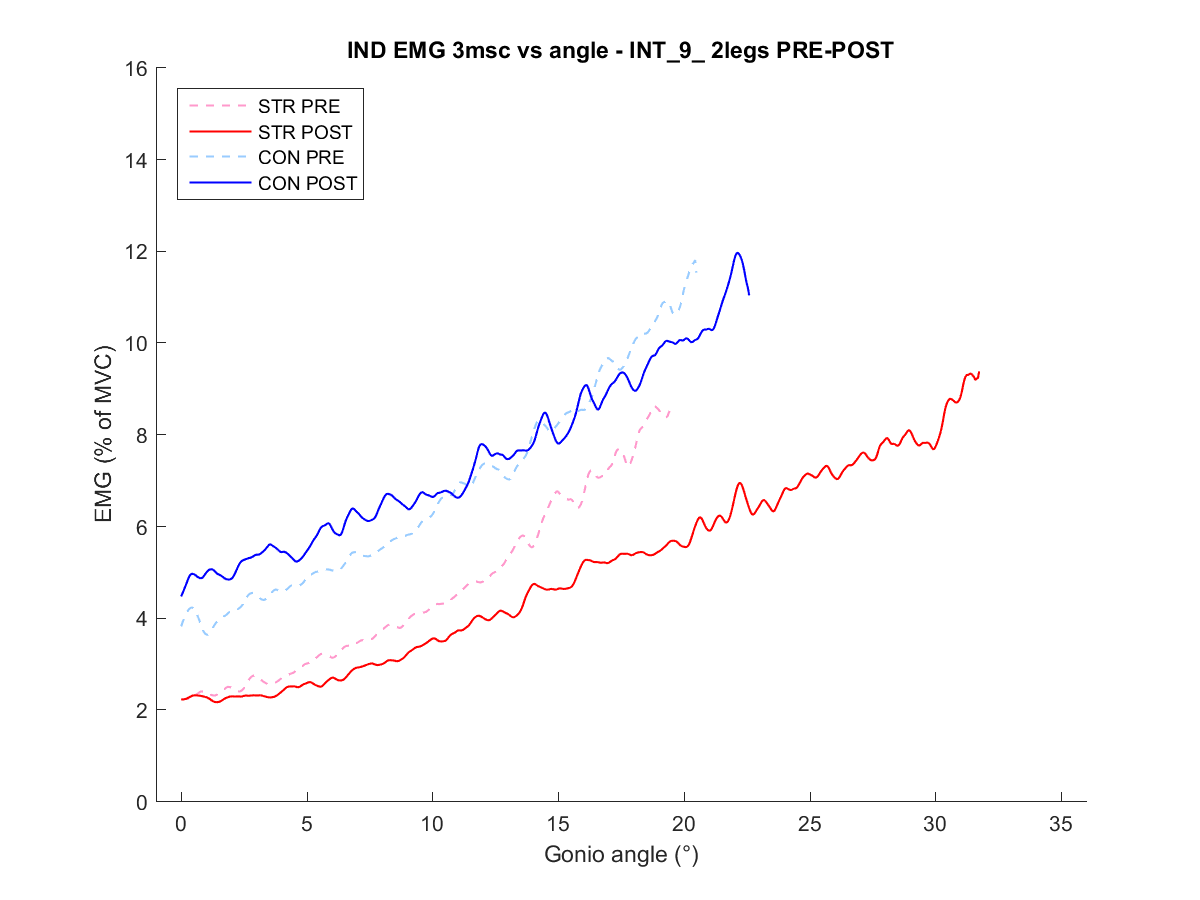 IND EMG 3msc vs angle - INT_9_ 2legs PRE-POST
STR PRE
STR POST
CON PRE
CON POST
EMG (% of MVC)
16
14
12
10
8
6
4
2
0
0 5 10 15 20 25 30 35
Gonio angle (°)